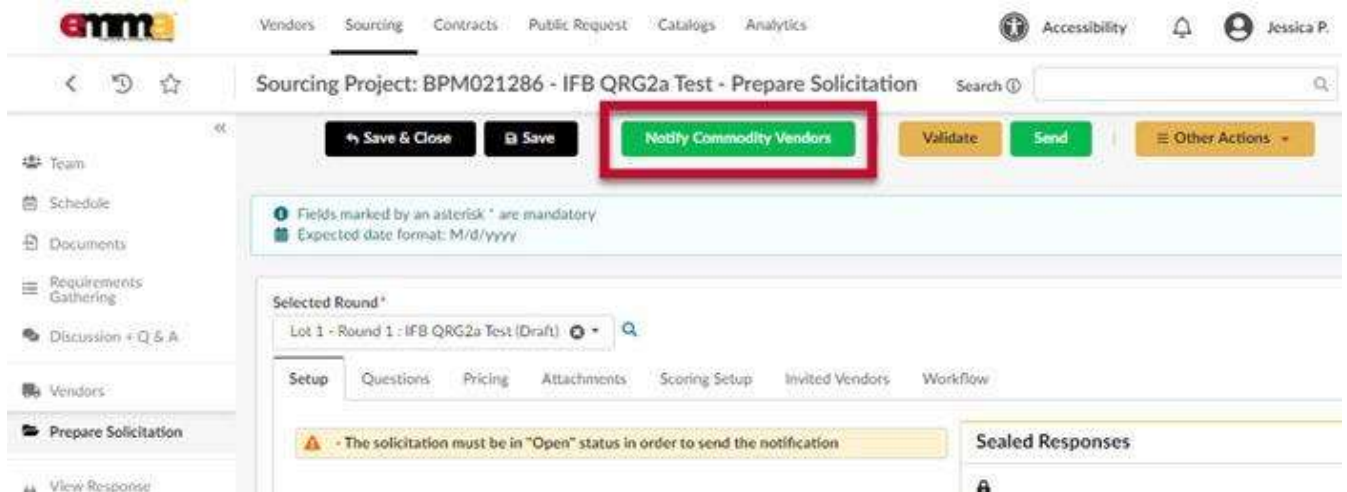 emma
Vendors Sourcing Contracts Public Request Catalogs Analytics Accessibility Jessica P.
Sourcing Project: BPM021286 - IFB QRG2a Test - Prepare Solicitation Search
Save & Close Save Notify Commodity Vendors Validate Send Other Actions
Team
Schedule
Documents
Requirements
Gathering
Discussion + Q & A
Vendors
Prepare Solicitation
View Response
Fields marked by an asterisk * are mandatory
Expected date format: M/d/yyyy
Selected Round*
Lot 1 - Round 1 : IFB QRG2a Test (Draft)
Setup Questions Pricing Attachments Scoring Setup Invited Vendors Workflow
- The solicitation must be in "Open" status in order to send the notification
Sealed Responses